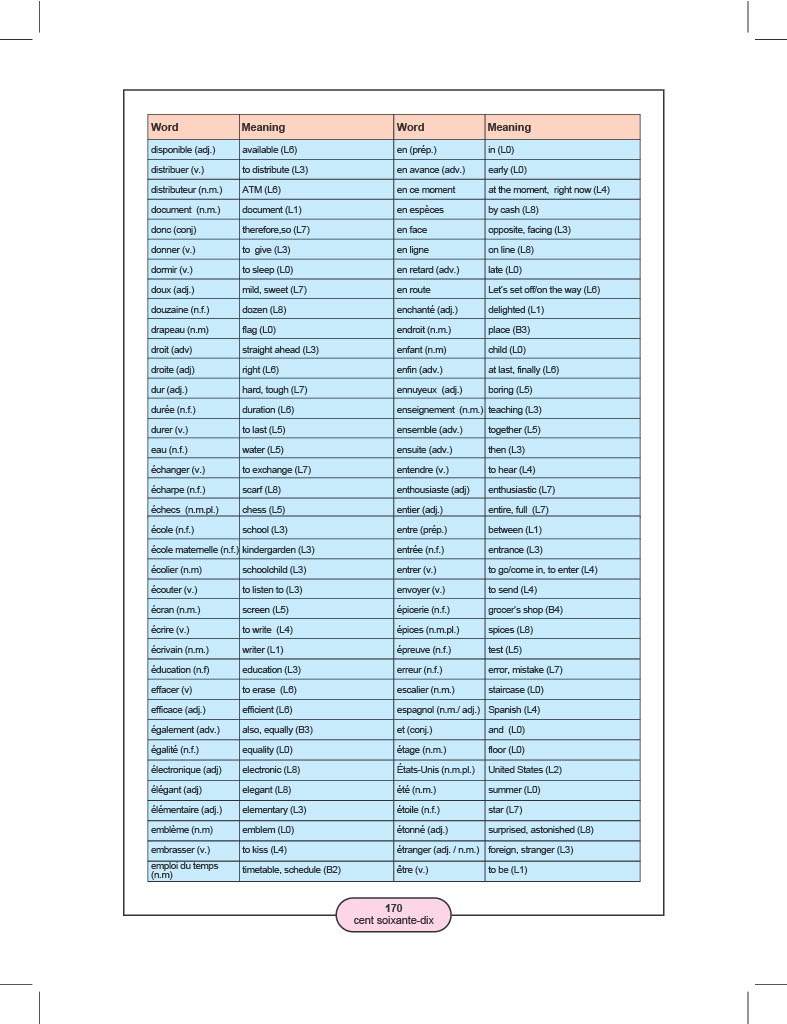 Word Meaning Word Meaning
disponible (adj.) available (L6) en (prép.) in (L0)
distribuer (v.) to distribute (L3) en avance (adv.) early (L0)
distributeur (n.m.) ATM (L6) en ce moment at the moment,  right now (L4)
document  (n.m.) document (L1) en espèces by cash (L8)
donc (conj) therefore,so (L7) en face opposite, facing (L3)
donner (v.) to  give (L3) en ligne on line (L8)
dormir (v.) to sleep (L0) en retard (adv.) late (L0)
doux (adj.) mild, sweet (L7) en route Let's set off/on the way (L6)
douzaine (n.f.) dozen (L8) enchanté (adj.) delighted (L1)
drapeau (n.m) flag (L0) endroit (n.m.) place (B3)
droit (adv) straight ahead (L3) enfant (n.m) child (L0)
droite (adj) right (L6) enfin (adv.) at last, finally (L6)
dur (adj.) hard, tough (L7) ennuyeux  (adj.) boring (L5)
durée (n.f.) duration (L6) enseignement  (n.m.) teaching (L3)
durer (v.) to last (L5) ensemble (adv.) together (L5)
eau (n.f.) water (L5) ensuite (adv.) then (L3)
échanger (v.) to exchange (L7) entendre (v.) to hear (L4)
écharpe (n.f.) scarf (L8) enthousiaste (adj) enthusiastic (L7)
échecs  (n.m.pl.) chess (L5) entier (adj.) entire, full  (L7)
école (n.f.) school (L3) entre (prép.) between (L1)
école maternelle (n.f.) kindergarden (L3) entrée (n.f.) entrance (L3)
écolier (n.m) schoolchild (L3) entrer (v.) to go/come in, to enter (L4)
écouter (v.) to listen to (L3) envoyer (v.) to send (L4)
écran (n.m.) screen (L5) épicerie (n.f.) grocer's shop (B4)
écrire (v.) to write  (L4) épices (n.m.pl.) spices (L8)
écrivain (n.m.) writer (L1) épreuve (n.f.) test (L5)
éducation (n.f) education (L3) erreur (n.f.) error, mistake (L7)
effacer (v) to erase  (L6) escalier (n.m.) staircase (L0)
efficace (adj.) efficient (L6) espagnol (n.m./ adj.) Spanish (L4)
également (adv.) also, equally (B3) et (conj.) and  (L0)
égalité (n.f.) equality (L0) étage (n.m.) floor (L0)
électronique (adj) electronic (L8) États-Unis (n.m.pl.) United States (L2)
élégant (adj) elegant (L8) été (n.m.) summer (L0)
élémentaire (adj.) elementary (L3) étoile (n.f.) star (L7)
emblème (n.m) emblem (L0) étonné (adj.) surprised, astonished (L8)
embrasser (v.) to kiss (L4) étranger (adj. / n.m.) foreign, stranger (L3)
emploi du temps
(n.m) timetable, schedule (B2) être (v.) to be (L1)
170
cent soixante-dix